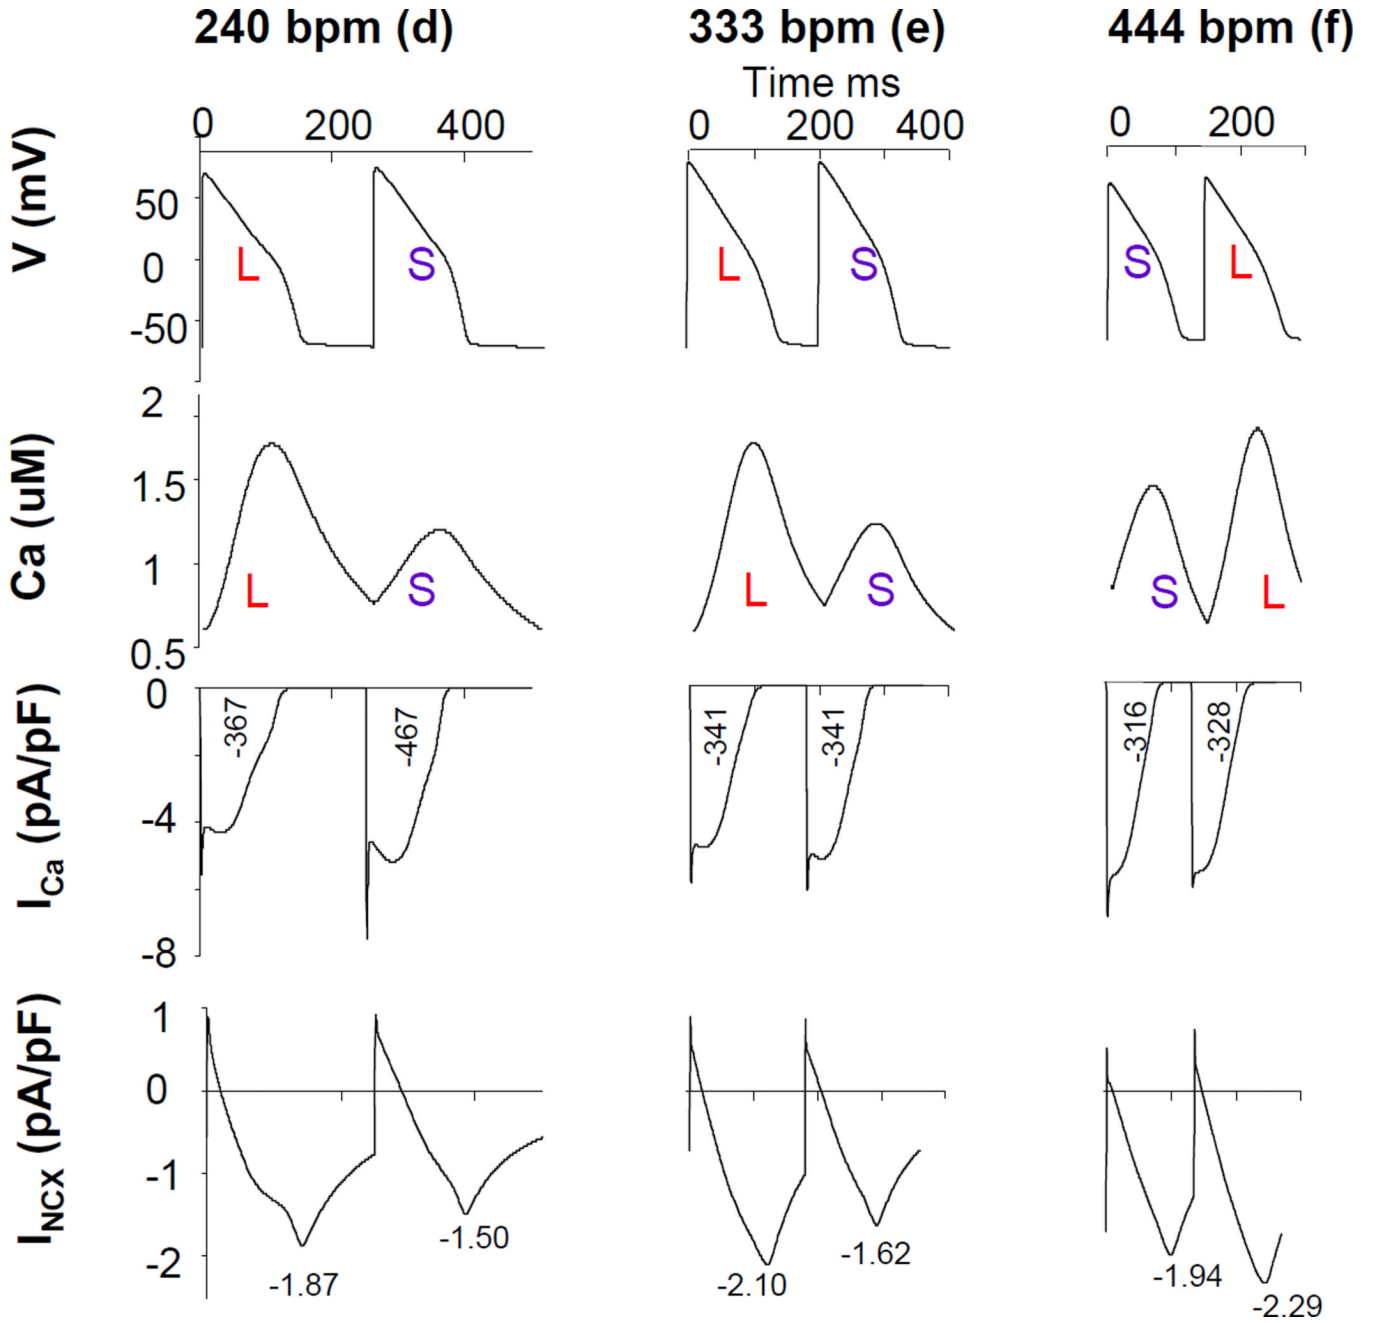 240 bpm (d) 333 bpm (e) 444 bpm (f)
Time ms
0 200 400 0 200 400 0 200
V (mV)
50
0
-50
L S L S S L
Ca (uM)
2
1.5
1
0.5
L S L S S L
I_Ca (pA/pF)
0
-4
-8
-367 -467 -341 -341 -316 -328
I_NCX (pA/pF)
1
0
-1
-2
-1.87 -1.50 -2.10 -1.62 -1.94 -2.29